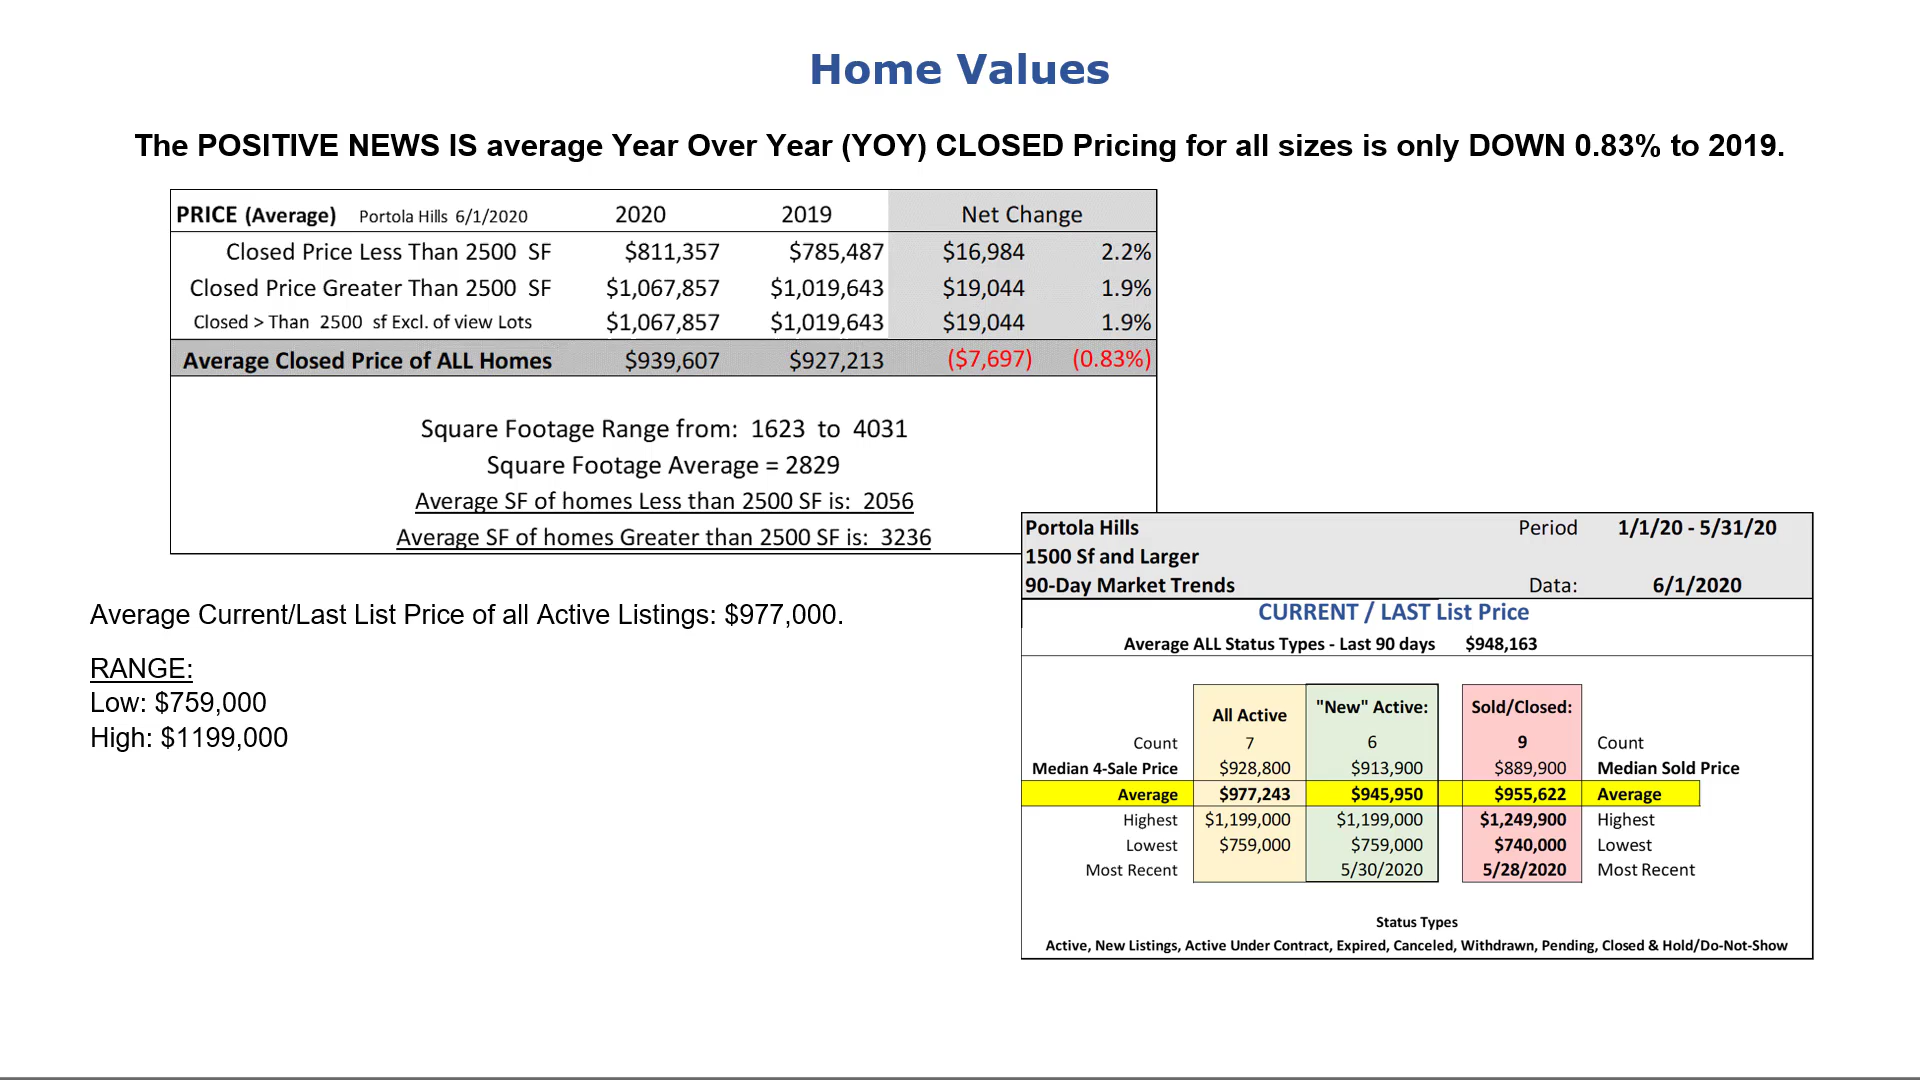 Home Values
The POSITIVE NEWS IS average Year Over Year (YOY) CLOSED Pricing for all sizes is only DOWN 0.83% to 2019.
PRICE (Average) Portola Hills 6/1/2020 2020 2019 Net Change
Closed Price Less Than 2500 SF $811,357 $785,487 $16,984 2.2%
Closed Price Greater Than 2500 SF $1,067,857 $1,019,643 $19,044 1.9%
Closed > Than 2500 sf Excl. of view Lots $1,067,857 $1,019,643 $19,044 1.9%
Average Closed Price of ALL Homes $939,607 $927,213 ($7,697) (0.83%)
Square Footage Range from: 1623 to 4031
Square Footage Average = 2829
Average SF of homes Less than 2500 SF is: 2056
Average SF of homes Greater than 2500 SF is: 3236
Average Current/Last List Price of all Active Listings: $977,000.
RANGE:
Low: $759,000
High: $1199,000
Portola Hills Period 1/1/20 - 5/31/20
1500 Sf and Larger
90-Day Market Trends Data: 6/1/2020
CURRENT / LAST List Price
Average ALL Status Types - Last 90 days $948,163
All Active "New" Active: Sold/Closed:
Count 7 6 9 Count
Median 4-Sale Price $928,800 $913,900 $889,900 Median Sold Price
Average $977,243 $945,950 $955,622 Average
Highest $1,199,000 $1,199,000 $1,249,900 Highest
Lowest $759,000 $759,000 $740,000 Lowest
Most Recent 5/30/2020 5/28/2020 Most Recent
Status Types
Active, New Listings, Active Under Contract, Expired, Canceled, Withdrawn, Pending, Closed & Hold/Do-Not-Show